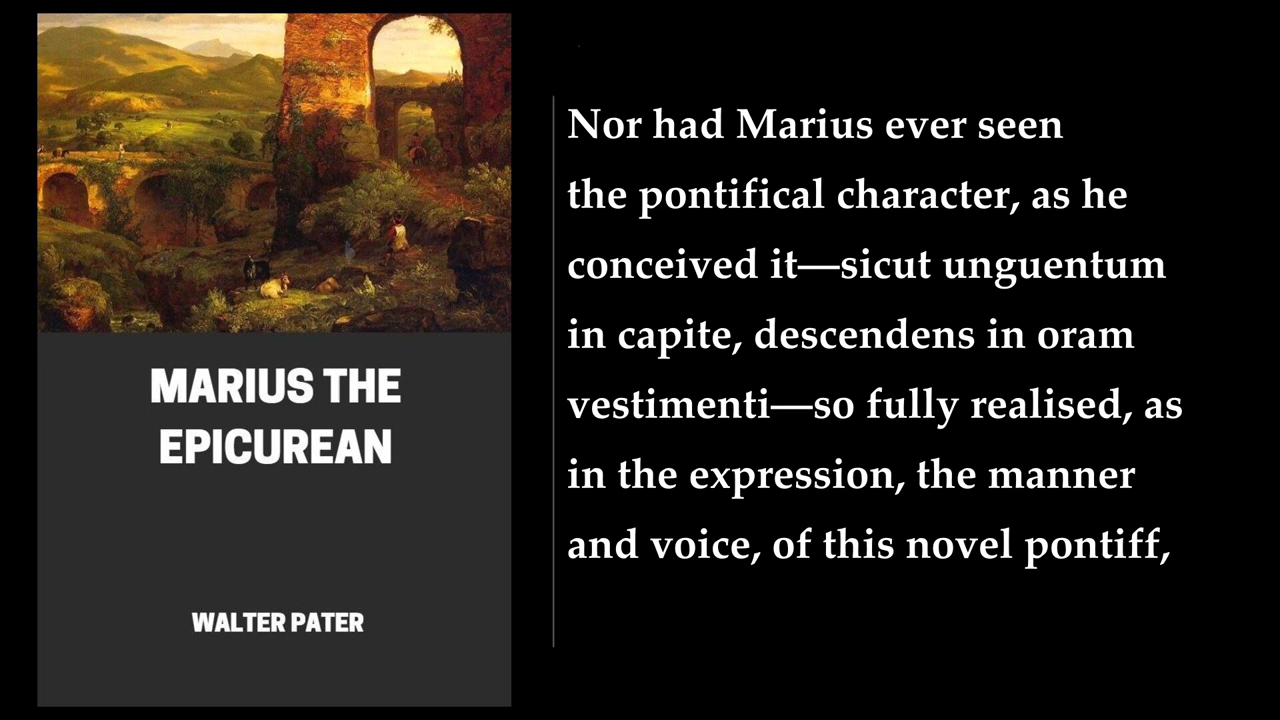 MARIUS THE
EPICUREAN
WALTER PATER
Nor had Marius ever seen
the pontifical character, as he
conceived it—sicut unguentum
in capite, descendens in oram
vestimenti—so fully realised, as
in the expression, the manner
and voice, of this novel pontiff,